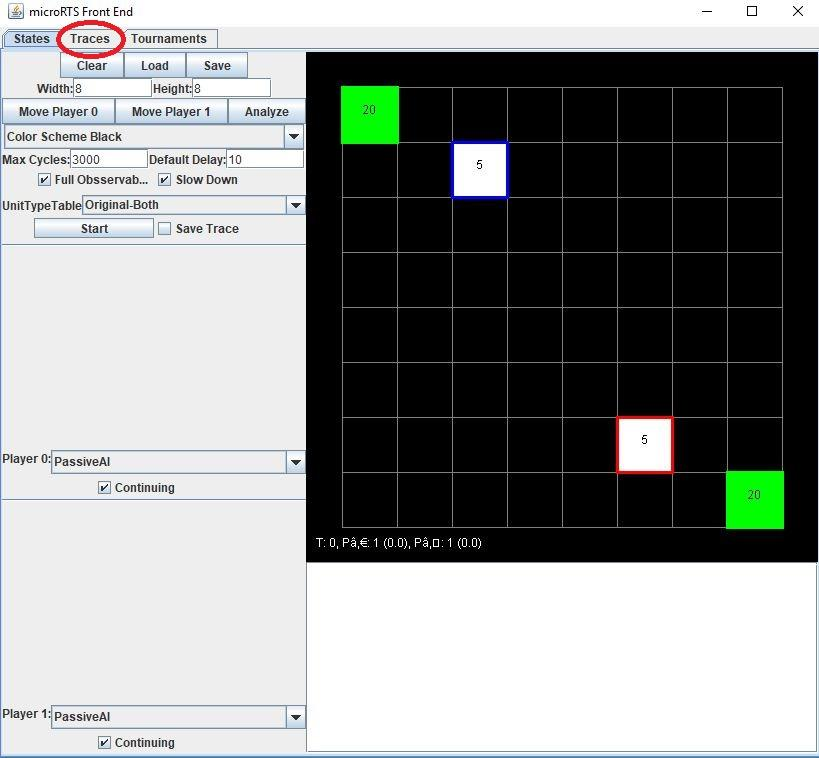 microRTS Front End
States Traces Tournaments
Clear Load Save
Width: 8 Height: 8
Move Player 0 Move Player 1 Analyze
Color Scheme Black
Max Cycles: 3000 Default Delay: 10
Full Obsservab... Slow Down
UnitTypeTable Original-Both
Start Save Trace
Player 0: PassiveAI
Continuing
Player 1: PassiveAI
Continuing
20
5
5
20
T: 0, Pâ‚€: 1 (0.0), Pâ‚□: 1 (0.0)